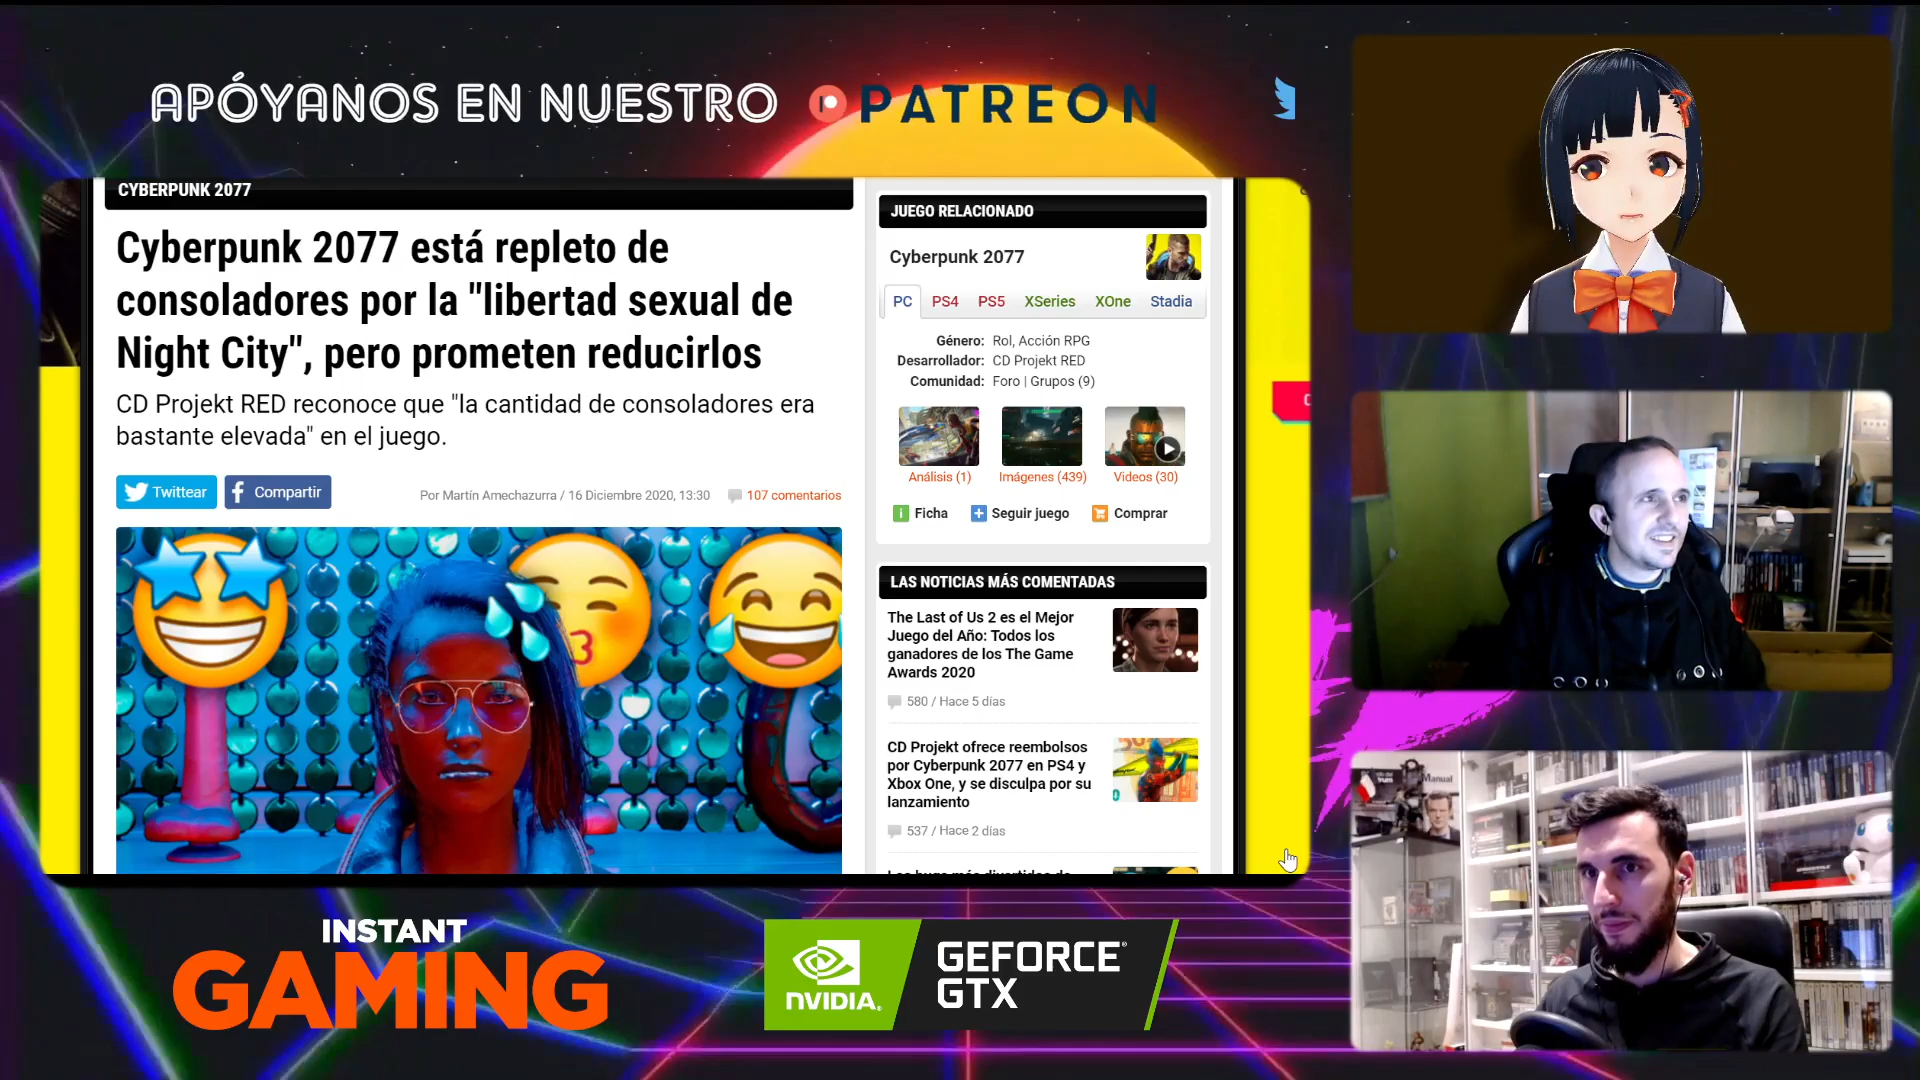 APÓYANOS EN NUESTRO PATREON
CYBERPUNK 2077
Cyberpunk 2077 está repleto de
consoladores por la "libertad sexual de
Night City", pero prometen reducirlos
CD Projekt RED reconoce que "la cantidad de consoladores era
bastante elevada" en el juego.
Twittear
Compartir
Por Martín Amechazurra / 16 Diciembre 2020, 13:30
107 comentarios
JUEGO RELACIONADO
Cyberpunk 2077
PC PS4 PS5 XSeries XOne Stadia
Género: Rol, Acción RPG
Desarrollador: CD Projekt RED
Comunidad: Foro | Grupos (9)
Análisis (1) Imágenes (439) Videos (30)
Ficha Seguir juego Comprar
LAS NOTICIAS MÁS COMENTADAS
The Last of Us 2 es el Mejor
Juego del Año: Todos los
ganadores de los The Game
Awards 2020
580 / Hace 5 días
CD Projekt ofrece reembolsos
por Cyberpunk 2077 en PS4 y
Xbox One, y se disculpa por su
lanzamiento
537 / Hace 2 días
Manual
INSTANT
GAMING
NVIDIA.
GEFORCE®
GTX